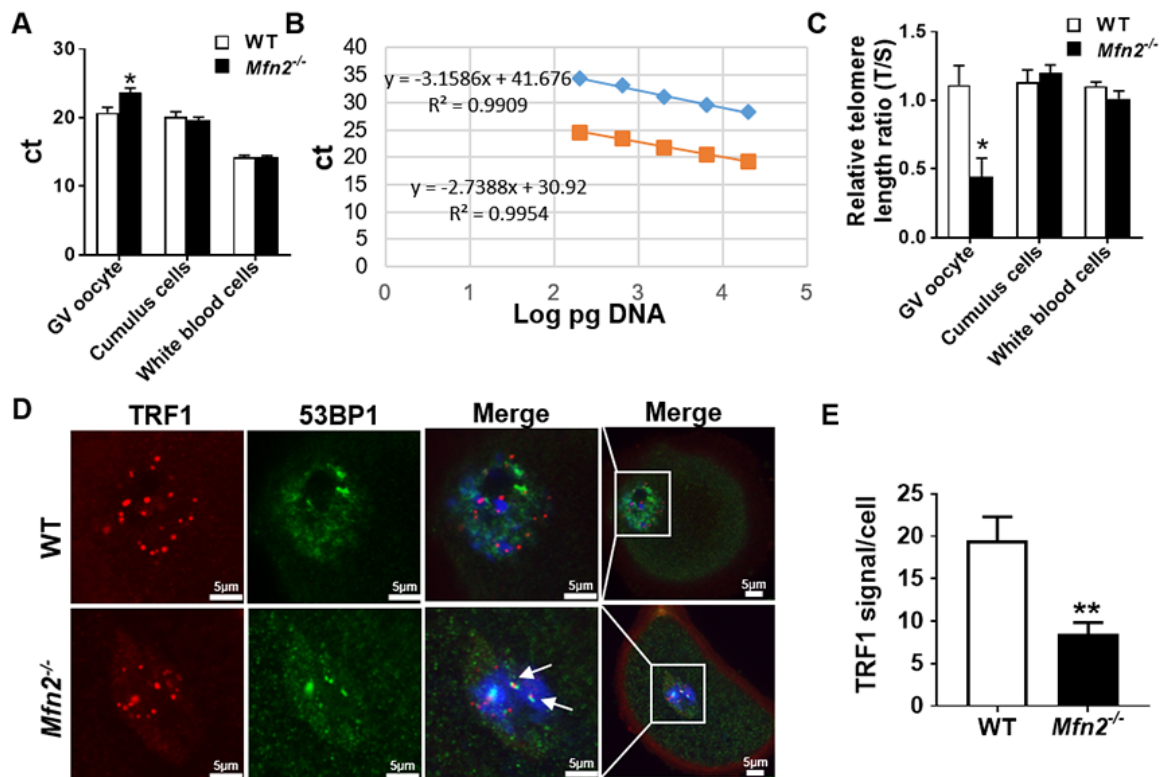 A
WT
Mfn2-/-
ct
30
20
10
0
*
GV oocyte
Cumulus cells
White blood cells
B
ct
40
35
30
25
20
15
10
5
0
y = -3.1586x + 41.676
R² = 0.9909
y = -2.7388x + 30.92
R² = 0.9954
0 1 2 3 4 5
Log pg DNA
C
WT
Mfn2-/-
Relative telomere
length ratio (T/S)
1.5
1.0
0.5
0.0
*
GV oocyte
Cumulus cells
White blood cells
D
TRF1 53BP1 Merge Merge
WT
5μm 5μm 5μm 5μm
Mfn2-/-
5μm 5μm 5μm 5μm
E
TRF1 signal/cell
25
20
15
10
5
0
**
WT Mfn2-/-